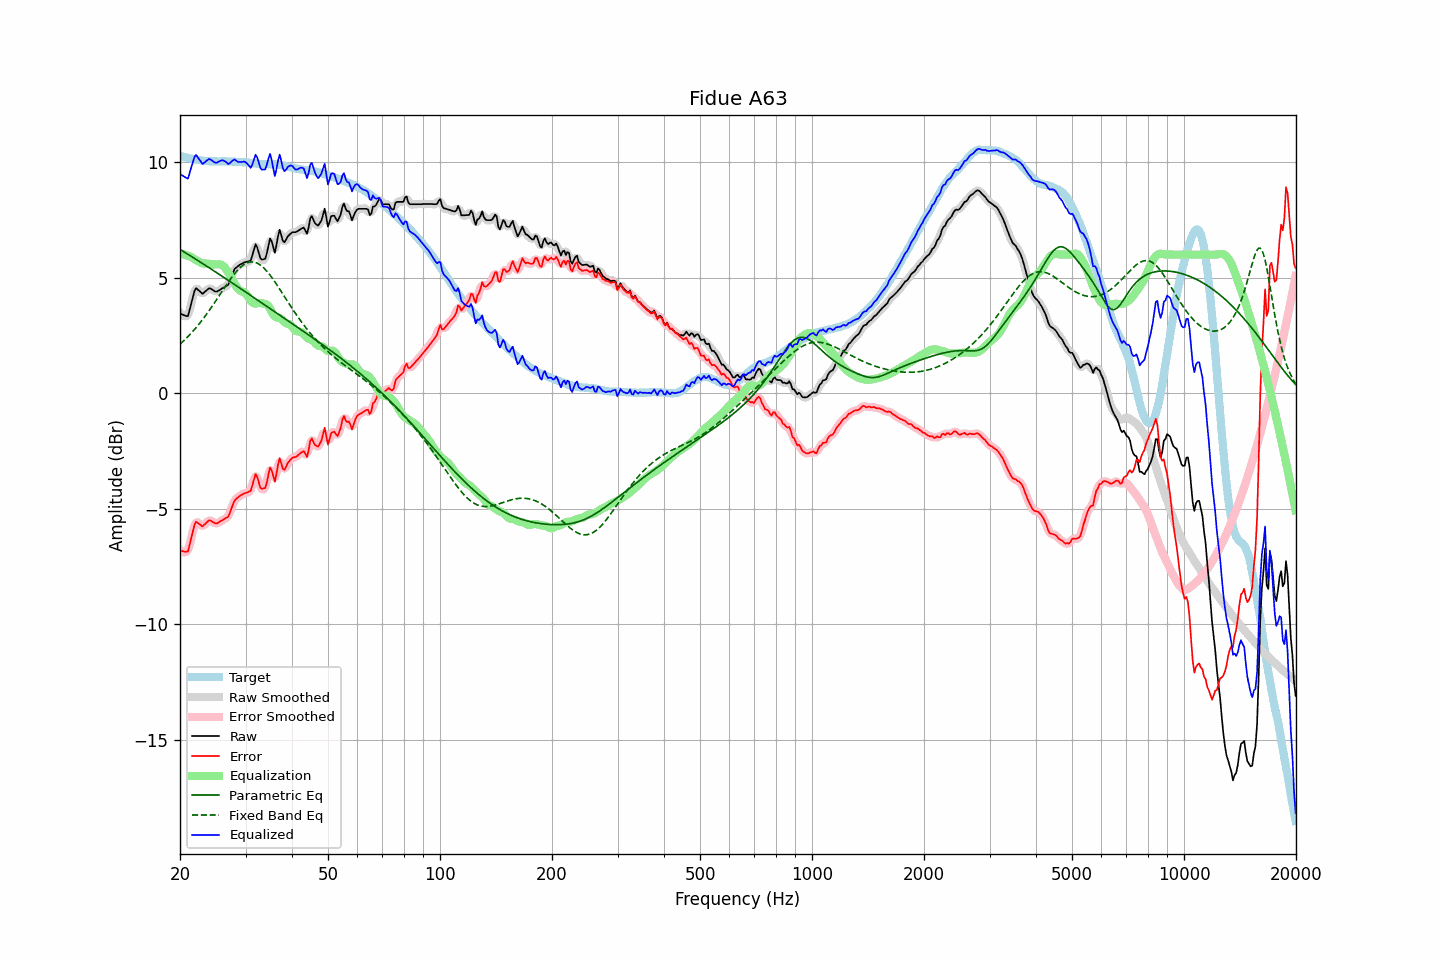 Fidue A63
Amplitude (dBr)
10
5
0
−5
−10
−15
Target
Raw Smoothed
Error Smoothed
Raw
Error
Equalization
Parametric Eq
Fixed Band Eq
Equalized
20 50 100 200 500 1000 2000 5000 10000 20000
Frequency (Hz)